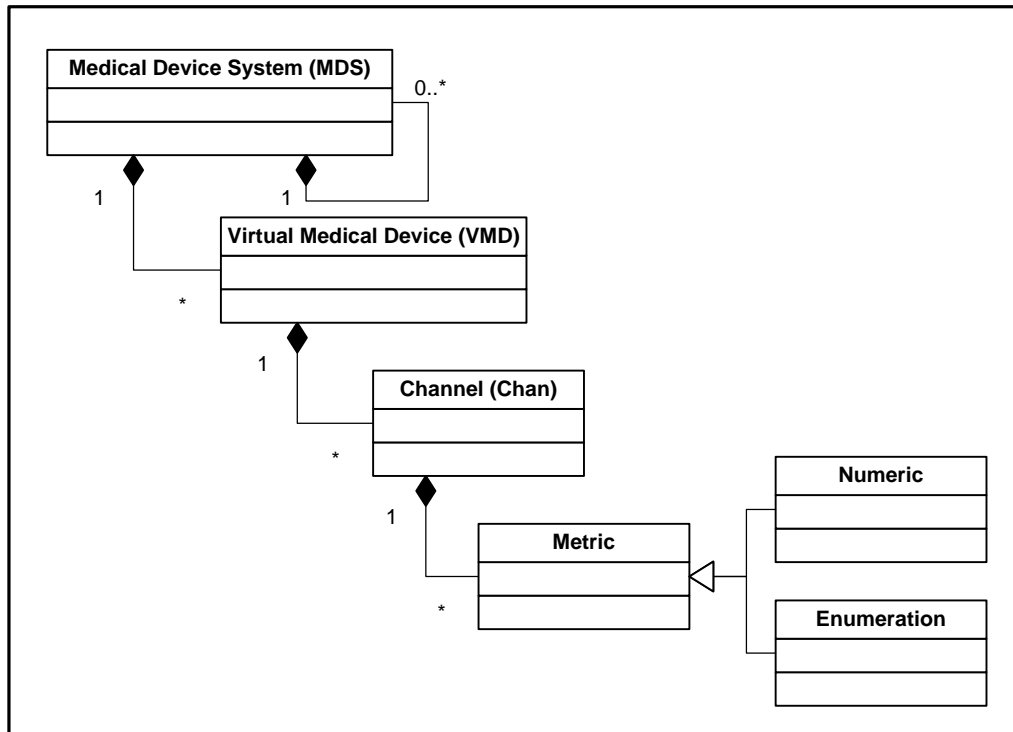 Medical Device System (MDS)
0..*
1
1
Virtual Medical Device (VMD)
*
1
Channel (Chan)
*
1
Metric
*
Numeric
Enumeration